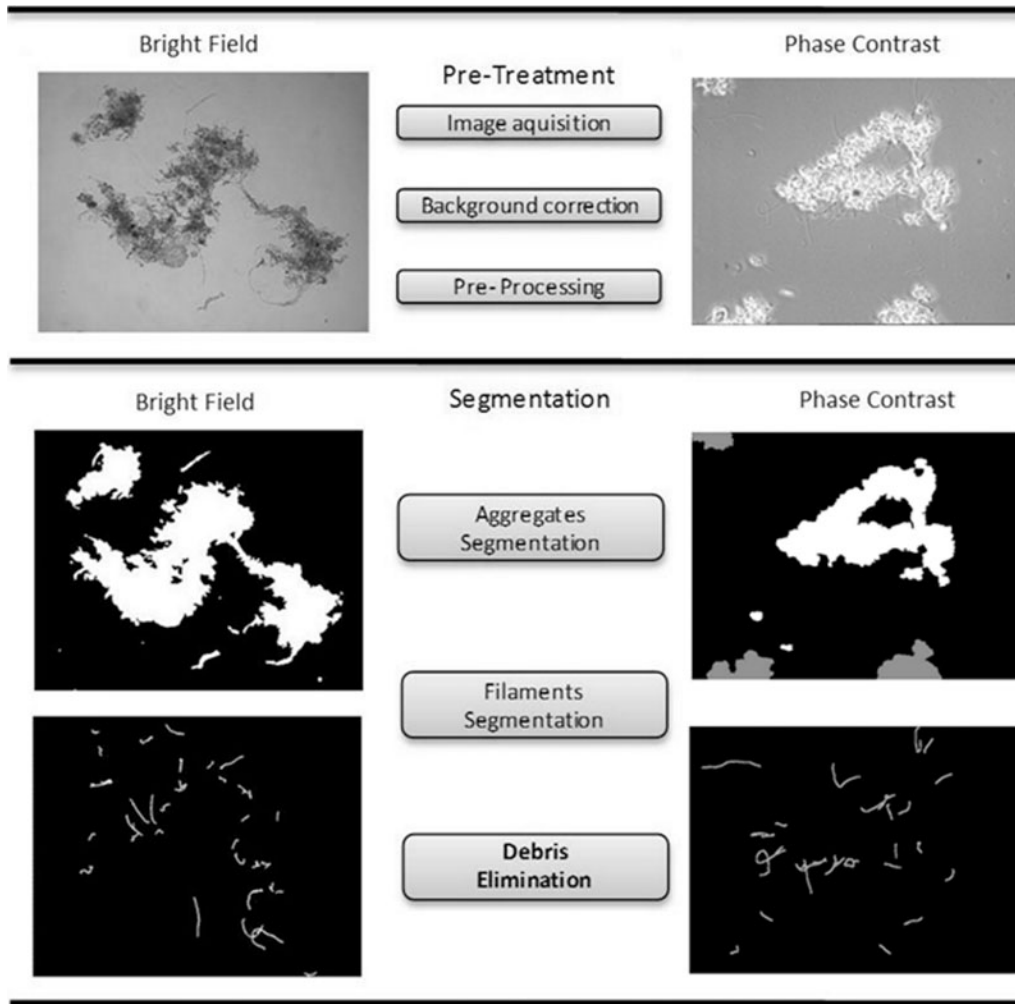 Bright Field
Pre-Treatment
Phase Contrast
Image aquisition
Background correction
Pre-Processing
Bright Field
Segmentation
Phase Contrast
Aggregates
Segmentation
Filaments
Segmentation
Debris
Elimination